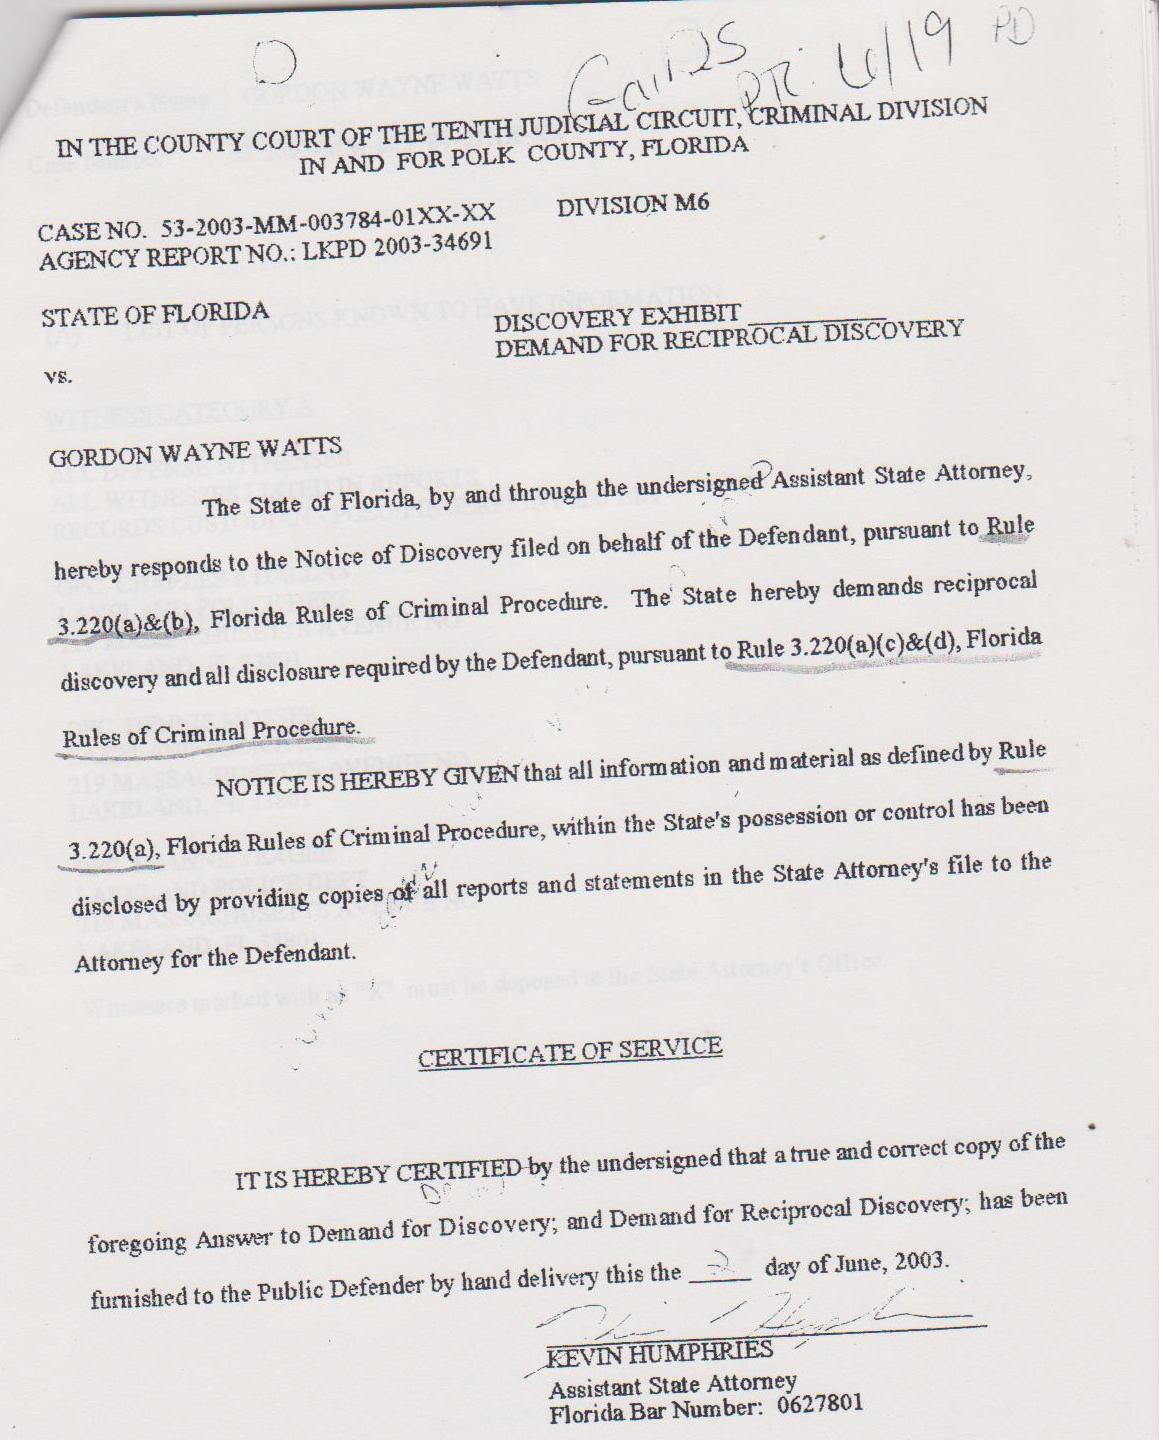 D
Gaines
PTR: 6/19 PD
IN THE COUNTY COURT OF THE TENTH JUDICIAL CIRCUIT, CRIMINAL DIVISION
IN AND FOR POLK COUNTY, FLORIDA
CASE NO. 53-2003-MM-003784-01XX-XX DIVISION M6
AGENCY REPORT NO.: LKPD 2003-34691
STATE OF FLORIDA
DISCOVERY EXHIBIT ____________
DEMAND FOR RECIPROCAL DISCOVERY
vs.
GORDON WAYNE WATTS
The State of Florida, by and through the undersigned Assistant State Attorney,
hereby responds to the Notice of Discovery filed on behalf of the Defendant, pursuant to Rule
3.220(a)&(b), Florida Rules of Criminal Procedure. The State hereby demands reciprocal
discovery and all disclosure required by the Defendant, pursuant to Rule 3.220(a)(c)&(d), Florida
Rules of Criminal Procedure.
NOTICE IS HEREBY GIVEN that all information and material as defined by Rule
3.220(a), Florida Rules of Criminal Procedure, within the State's possession or control has been
disclosed by providing copies of all reports and statements in the State Attorney's file to the
Attorney for the Defendant.
CERTIFICATE OF SERVICE
IT IS HEREBY CERTIFIED by the undersigned that a true and correct copy of the
foregoing Answer to Demand for Discovery; and Demand for Reciprocal Discovery; has been
furnished to the Public Defender by hand delivery this the 2 day of June, 2003.
KEVIN HUMPHRIES
Assistant State Attorney
Florida Bar Number: 0627801